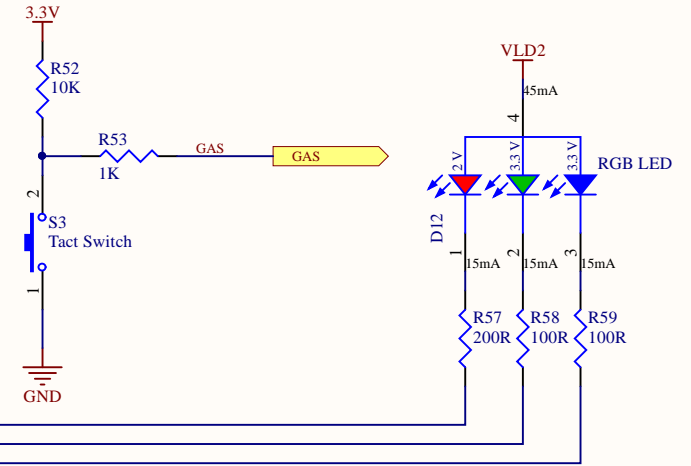 3.3V
R52
10K
R53
1K
GAS
GAS
2
S3
Tact Switch
1
GND
VLD2
45mA
4
2 V
3.3 V
3.3 V
RGB LED
D12
1
15mA
2
15mA
3
15mA
R57
200R
R58
100R
R59
100R